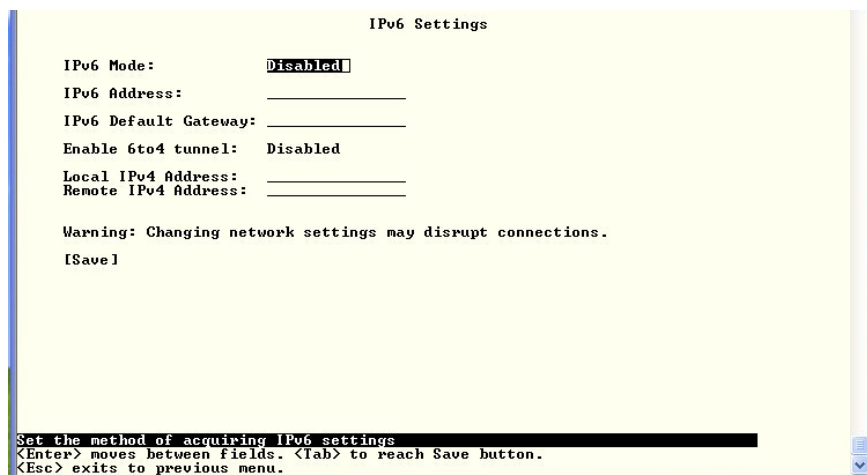 IPv6 Settings
IPv6 Mode: Disabled
IPv6 Address:
IPv6 Default Gateway:
Enable 6to4 tunnel: Disabled
Local IPv4 Address:
Remote IPv4 Address:
Warning: Changing network settings may disrupt connections.
[Save]
Set the method of acquiring IPv6 settings
<Enter> moves between fields. <Tab> to reach Save button.
<Esc> exits to previous menu.